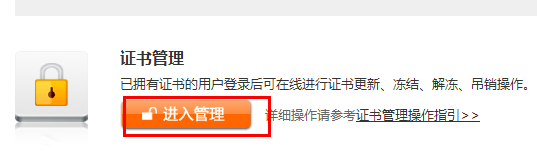 证书管理
已拥有证书的用户登录后可在线进行证书更新、冻结、解冻、吊销操作。
进入管理 详细操作请参考证书管理操作指引>>